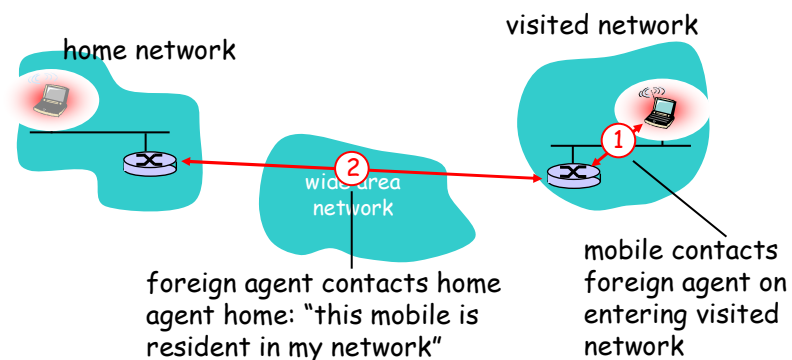 home network
visited network
1
2
wide area
network
foreign agent contacts home
agent home: “this mobile is
resident in my network”
mobile contacts
foreign agent on
entering visited
network